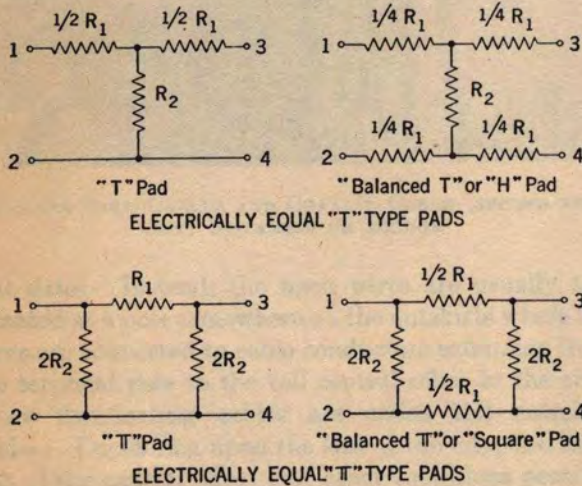 1/2 R1 1/2 R1
1 3
R2
2 4
"T" Pad
1/4 R1 1/4 R1
1 3
R2
1/4 R1 1/4 R1
2 4
"Balanced T" or "H" Pad
ELECTRICALLY EQUAL "T" TYPE PADS
R1
1 3
2R2 2R2
2 4
"π" Pad
1/2 R1
1 3
2R2 2R2
1/2 R1
2 4
"Balanced π" or "Square" Pad
ELECTRICALLY EQUAL "π" TYPE PADS